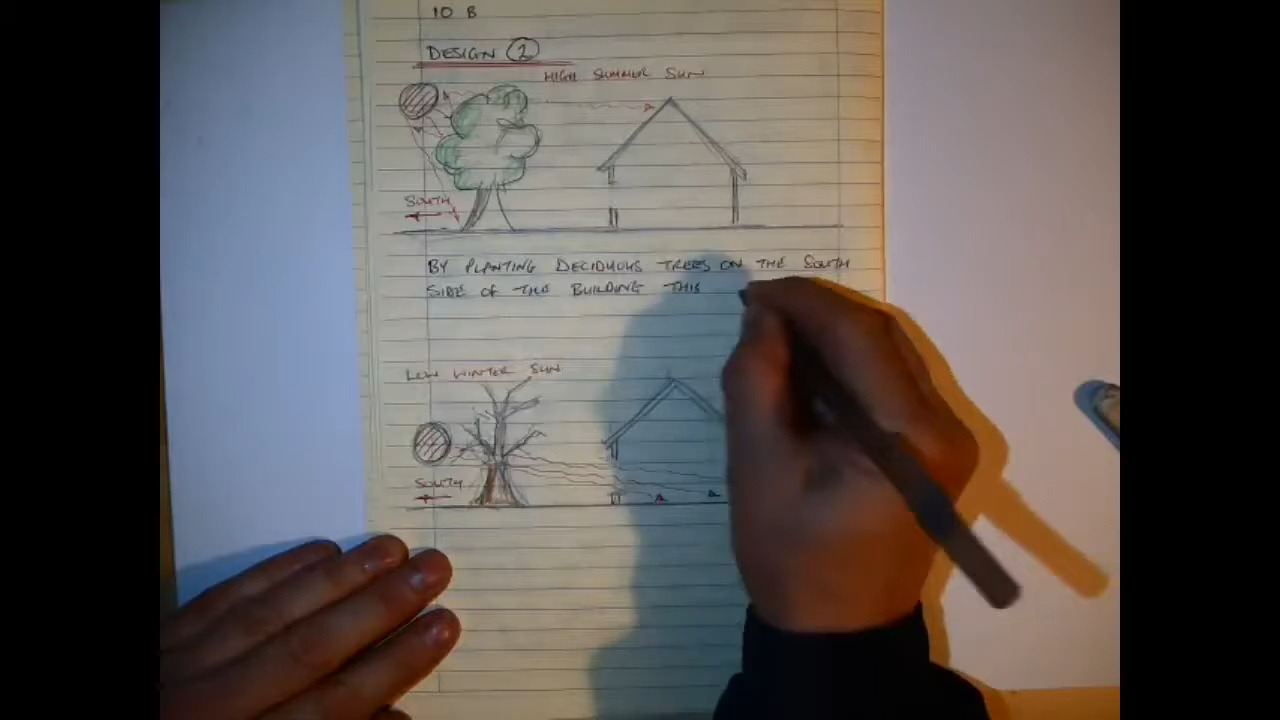 10 B
DESIGN 2
HIGH SUMMER SUN
SOUTH
BY PLANTING DECIDUOUS TREES ON THE SOUTH
SIDE OF THE BUILDING THIS
LOW WINTER SUN
SOUTH